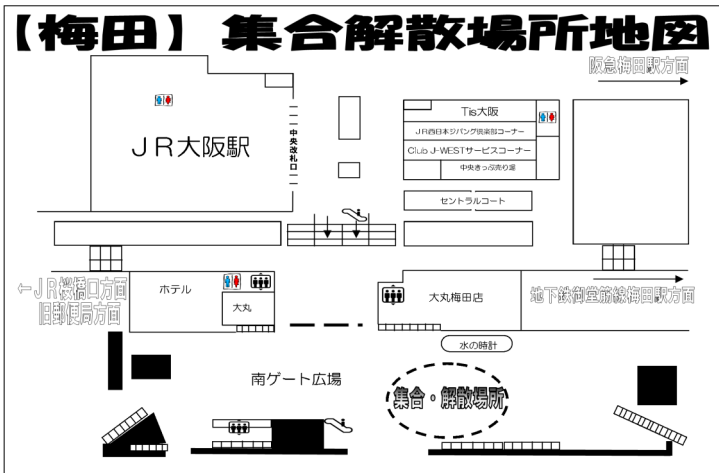 【梅田】 集合解散場所地図
阪急梅田駅方面
JR大阪駅
中央改札口
Tis大阪
JR西日本ジパング倶楽部コーナー
Club J-WESTサービスコーナー
中央きっぷ売り場
セントラルコート
←JR桜橋口方面
旧郵便局方面
ホテル
大丸
大丸梅田店
地下鉄御堂筋線梅田駅方面
水の時計
南ゲート広場
集合・解散場所